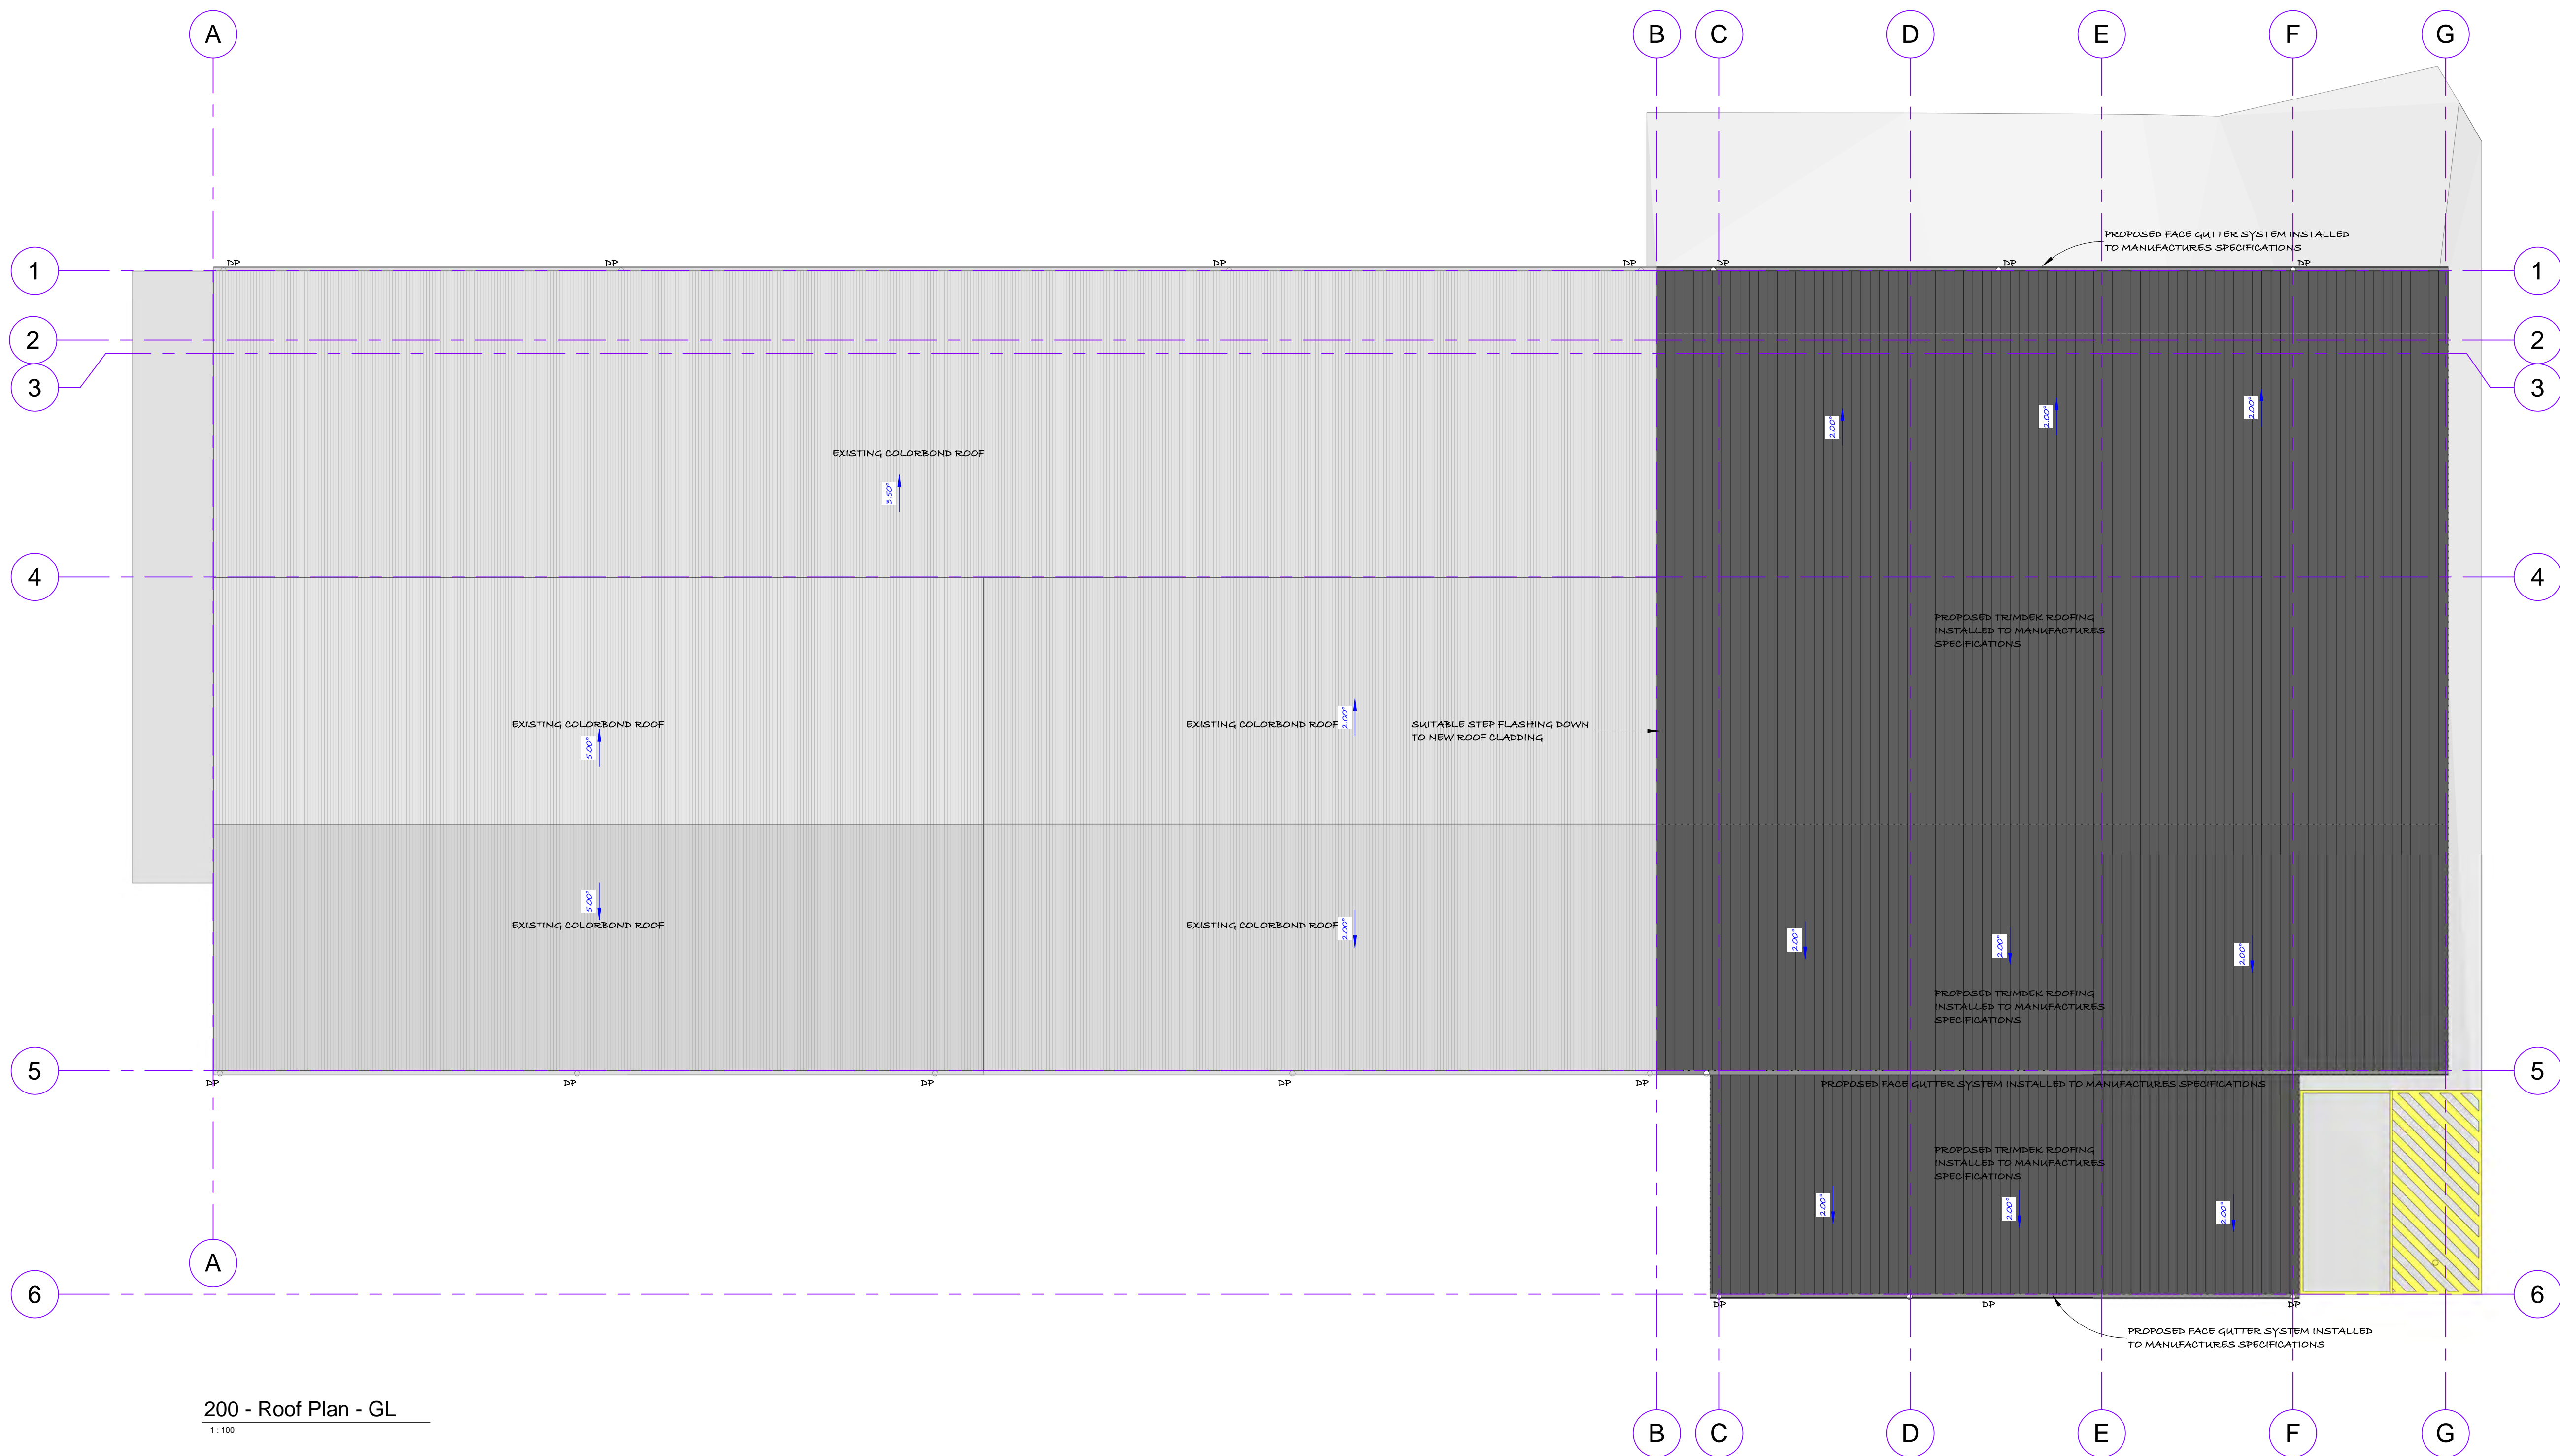 A B C D E F G
PROPOSED FACE GUTTER SYSTEM INSTALLED
TO MANUFACTURES SPECIFICATIONS
DP DP DP DP DP DP DP
1 1
2 2
3 3
2.00° 2.00° 2.00°
EXISTING COLORBOND ROOF
3.50°
4 4
PROPOSED TRIMDEK ROOFING
INSTALLED TO MANUFACTURES
SPECIFICATIONS
EXISTING COLORBOND ROOF
5.00°
EXISTING COLORBOND ROOF
2.00°
SUITABLE STEP FLASHING DOWN
TO NEW ROOF CLADDING
5.00°
EXISTING COLORBOND ROOF
EXISTING COLORBOND ROOF
2.00°
2.00° 2.00° 2.00°
PROPOSED TRIMDEK ROOFING
INSTALLED TO MANUFACTURES
SPECIFICATIONS
5 5
DP DP DP DP DP
PROPOSED FACE GUTTER SYSTEM INSTALLED TO MANUFACTURES SPECIFICATIONS
PROPOSED TRIMDEK ROOFING
INSTALLED TO MANUFACTURES
SPECIFICATIONS
2.00° 2.00° 2.00°
A
6 6
DP DP DP
PROPOSED FACE GUTTER SYSTEM INSTALLED
TO MANUFACTURES SPECIFICATIONS
200 - Roof Plan - GL
1 : 100
B C D E F G